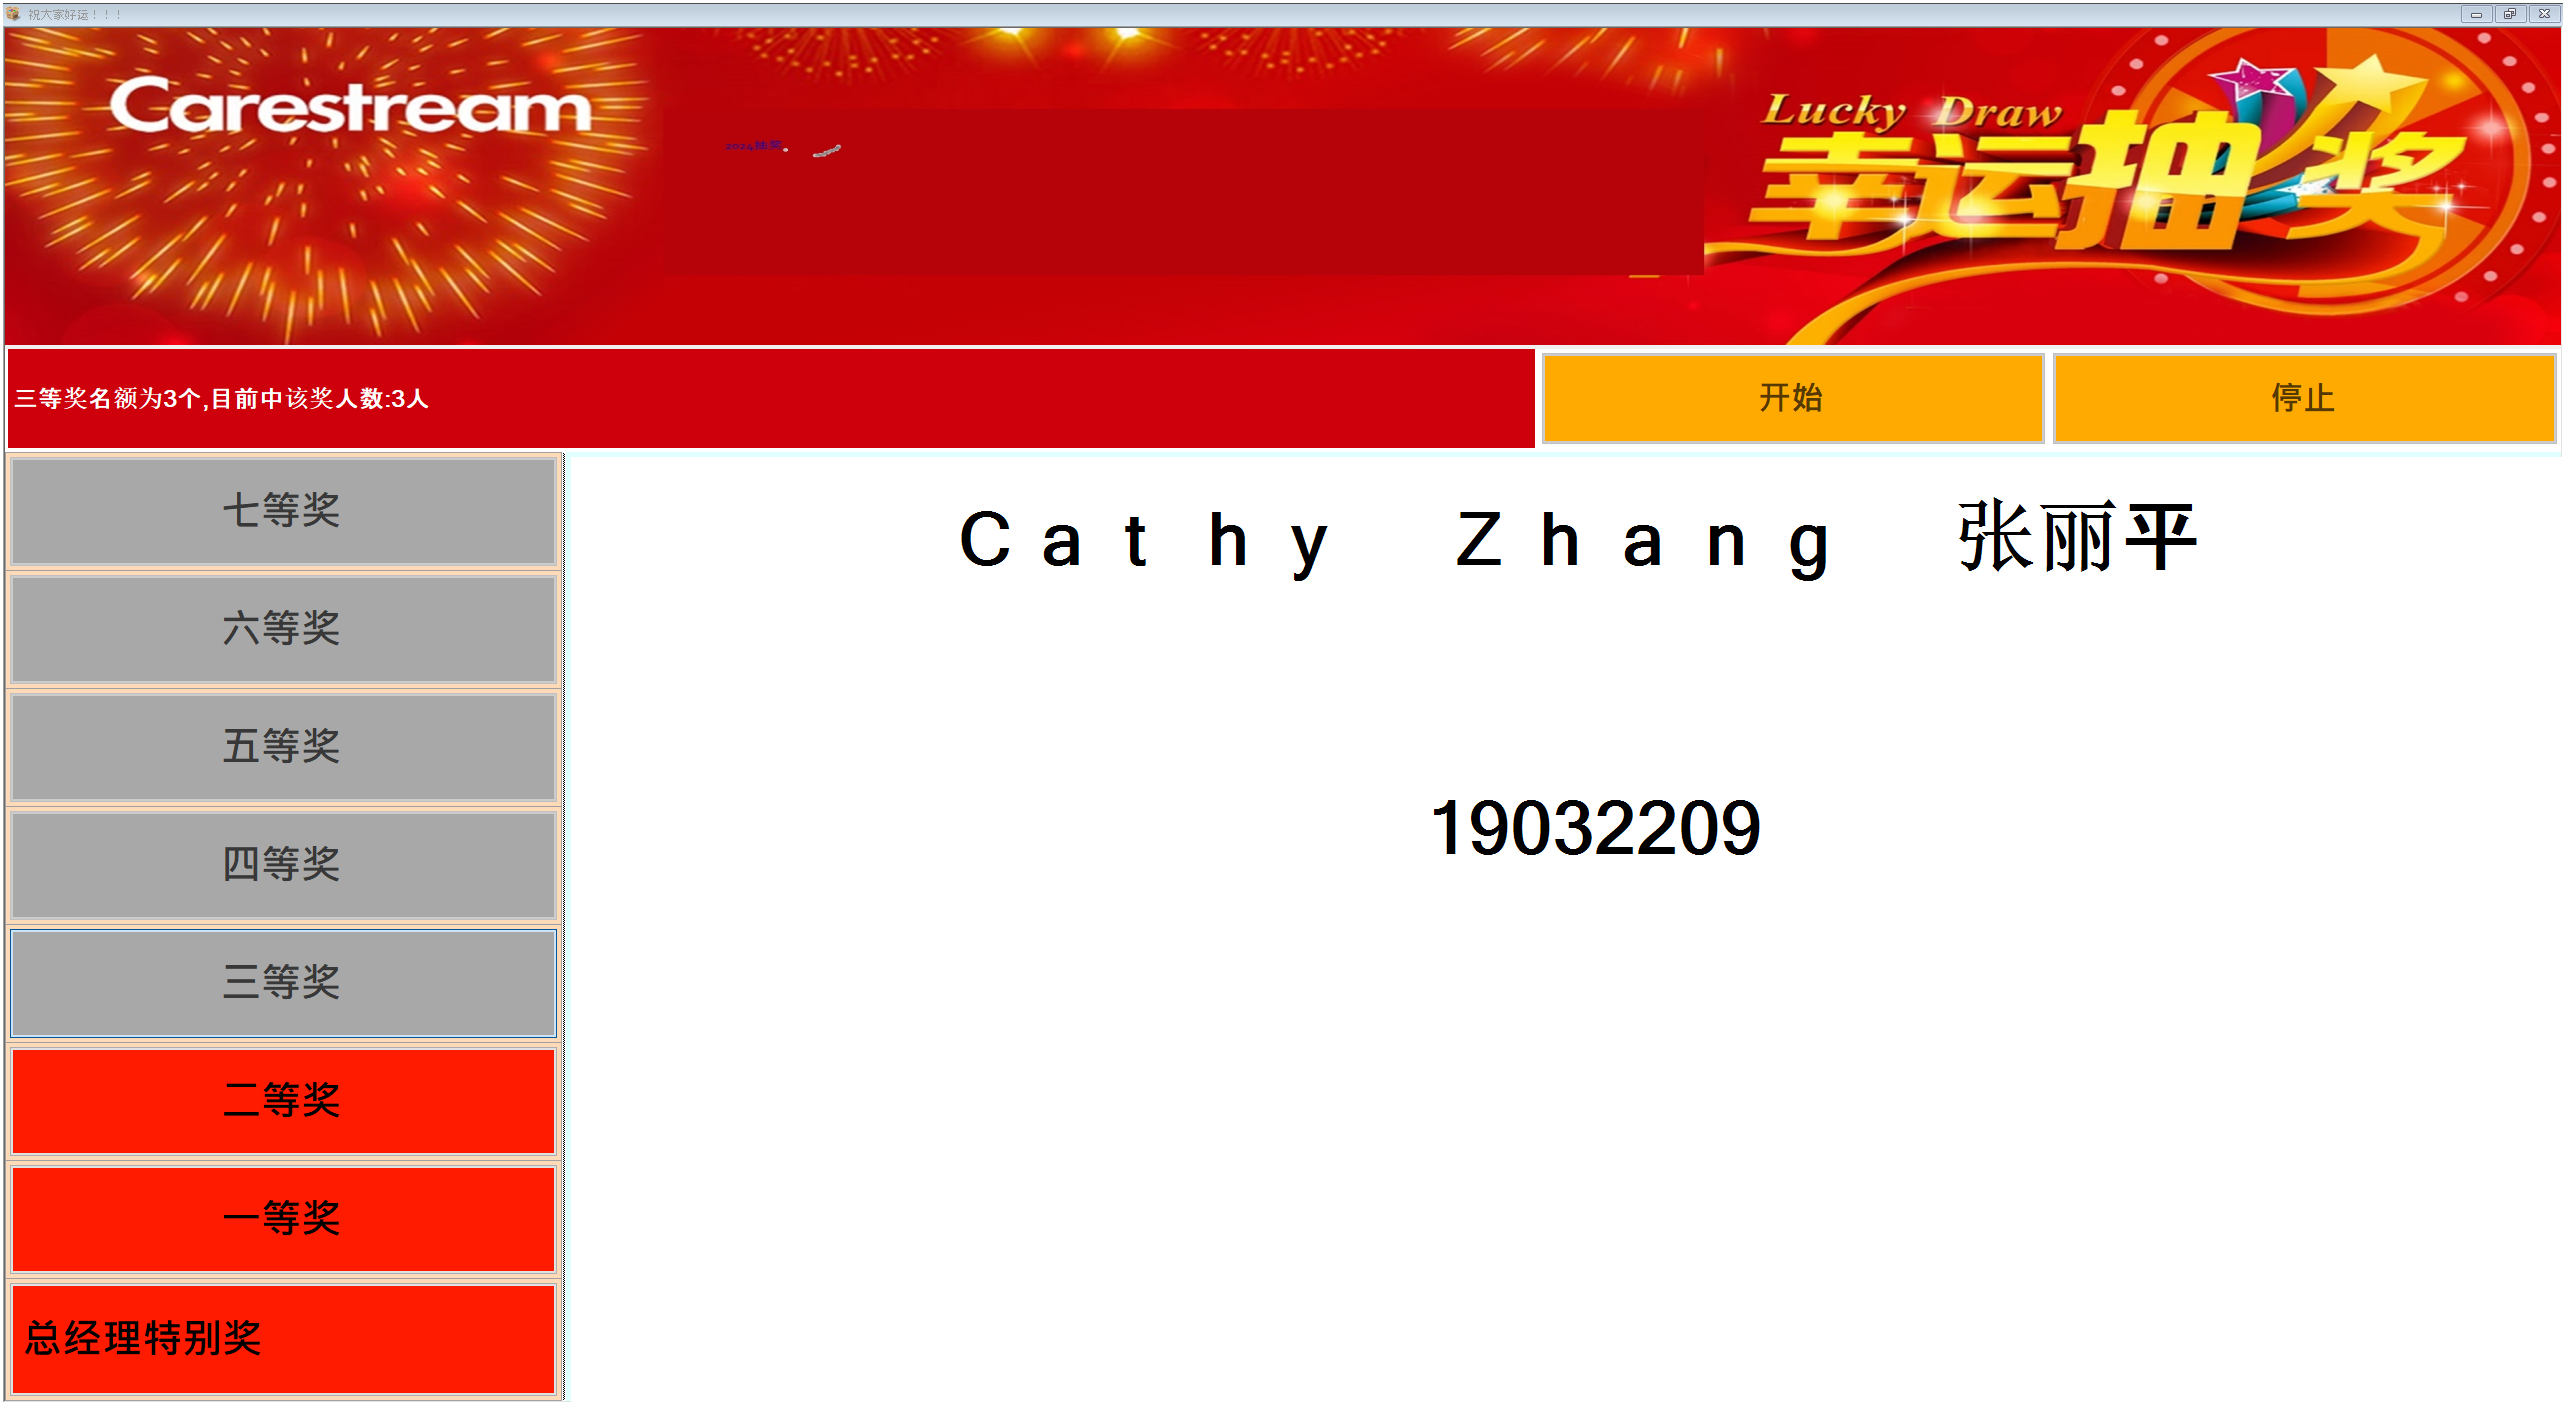 祝大家好运！！！
Carestream
2024抽奖
Lucky Draw
幸运抽奖
三等奖名额为3个,目前中该奖人数:3人
开始
停止
七等奖
六等奖
五等奖
四等奖
三等奖
二等奖
一等奖
总经理特别奖
Cathy Zhang 张丽平
19032209